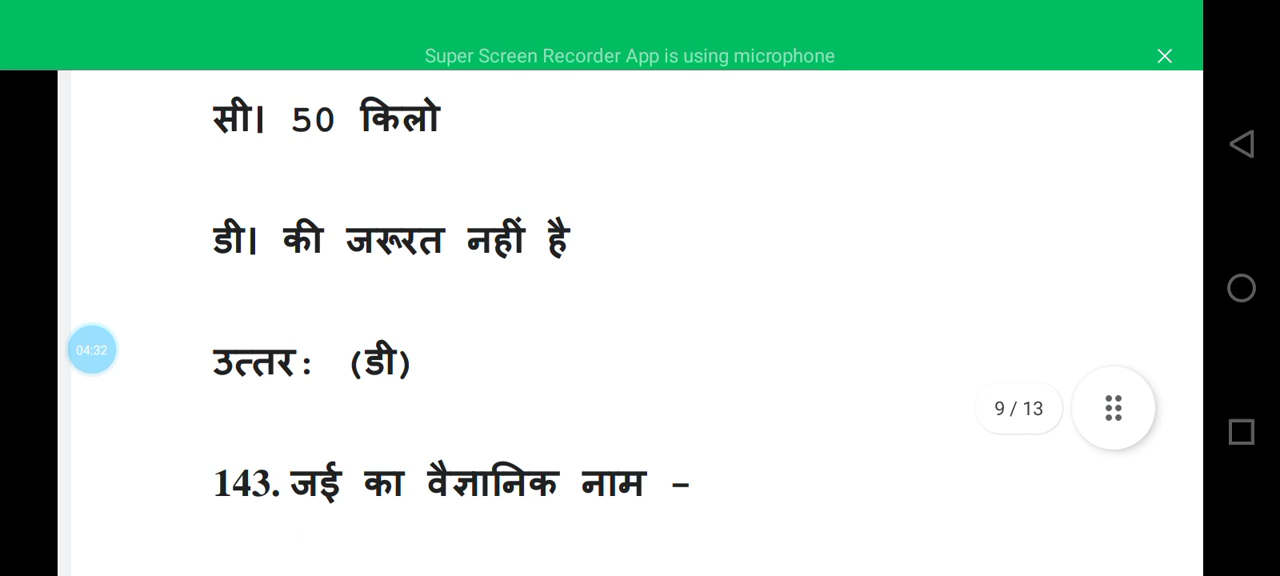 Super Screen Recorder App is using microphone
सी। 50 किलो
डी। की जरूरत नहीं है
04:32
उत्तर: (डी)
9 / 13
143. जई का वैज्ञानिक नाम –